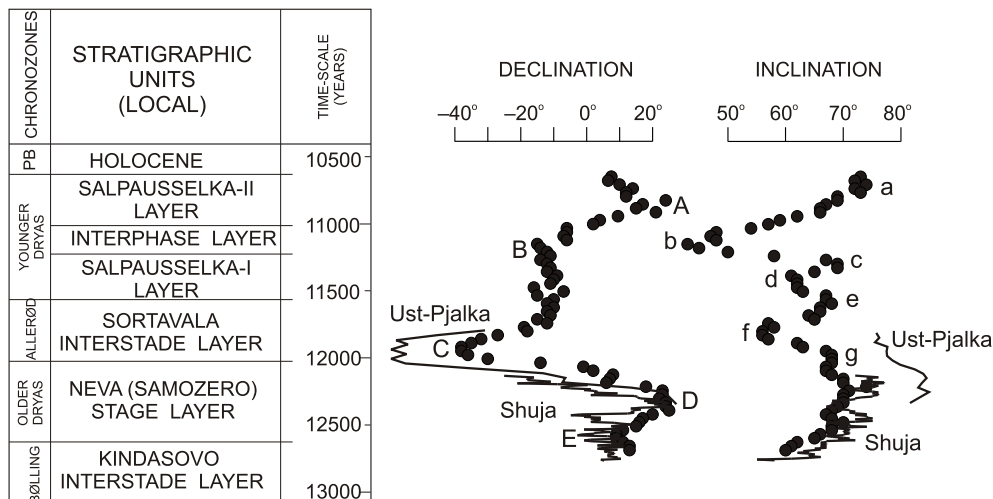 CHRONOZONES
STRATIGRAPHIC
UNITS
(LOCAL)
TIME-SCALE
(YEARS)
DECLINATION
INCLINATION
–40° –20° 0° 20°
50° 60° 70° 80°
PB
HOLOCENE
10500
YOUNGER
DRYAS
SALPAUSSELKA-II
LAYER
11000
INTERPHASE LAYER
SALPAUSSELKA-I
LAYER
11500
ALLERØD
SORTAVALA
INTERSTADE LAYER
12000
OLDER
DRYAS
NEVA (SAMOZERO)
STAGE LAYER
12500
BØLLING
KINDASOVO
INTERSTADE LAYER
13000
A
B
Ust-Pjalka
C
D
Shuja
E
a
b
c
d
e
f
g
Ust-Pjalka
Shuja